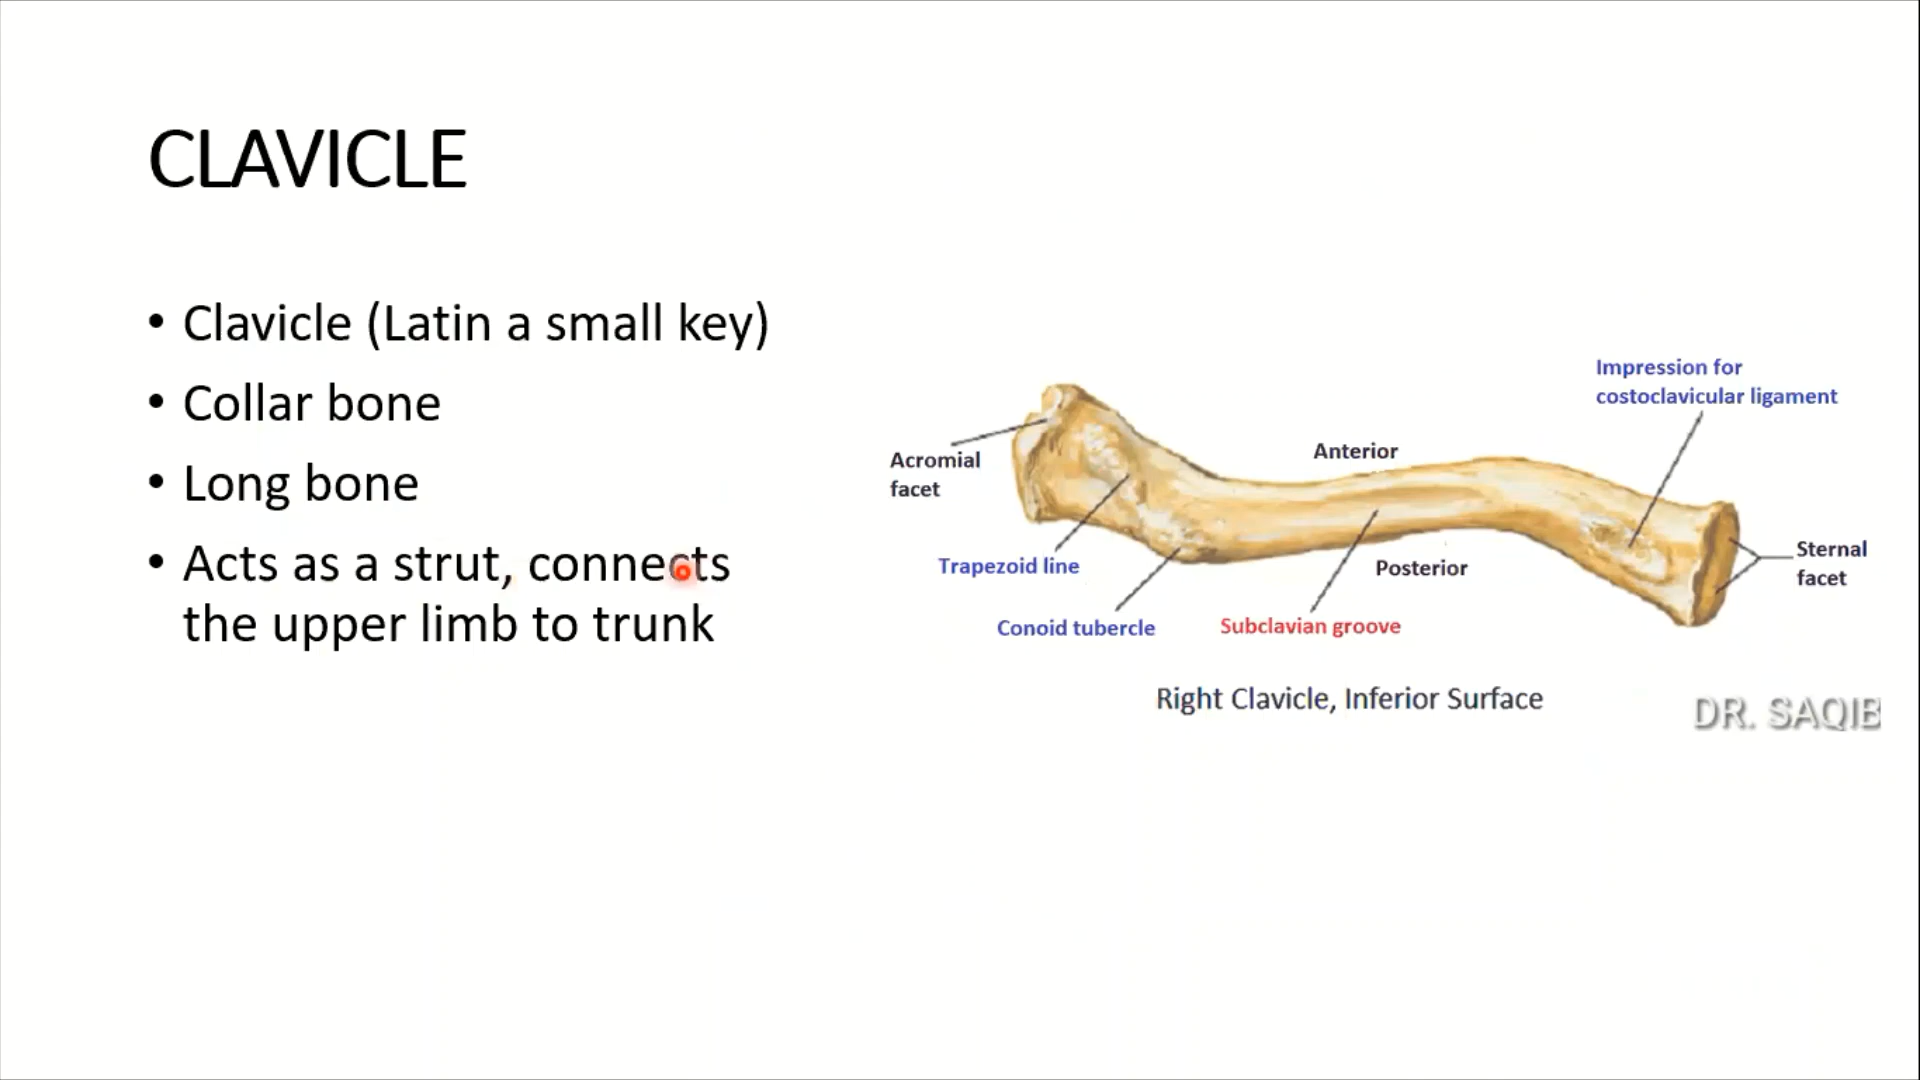 CLAVICLE
• Clavicle (Latin a small key)
• Collar bone
• Long bone
• Acts as a strut, connects
the upper limb to trunk
Impression for
costoclavicular ligament
Anterior
Acromial
facet
Sternal
facet
Trapezoid line
Posterior
Conoid tubercle
Subclavian groove
Right Clavicle, Inferior Surface
DR. SAQIB